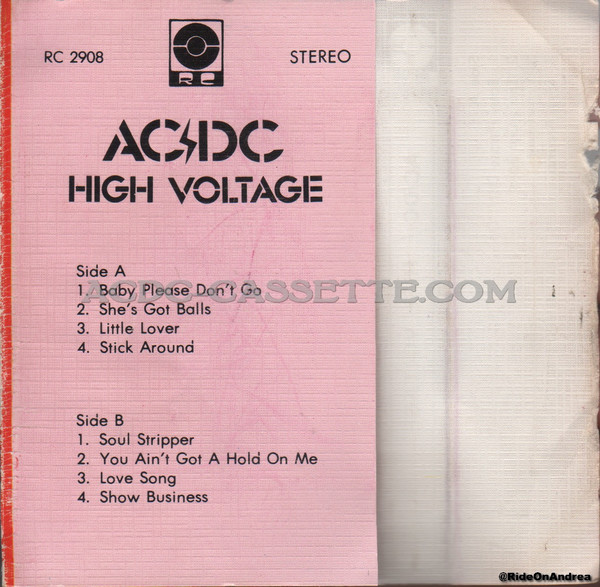 RC 2908
RC
STEREO
AC⚡DC
HIGH VOLTAGE
Side A
1. Baby Please Don't Go
ACDC-CASSETTE.COM
2. She's Got Balls
3. Little Lover
4. Stick Around
Side B
1. Soul Stripper
2. You Ain't Got A Hold On Me
3. Love Song
4. Show Business
@RideOnAndrea